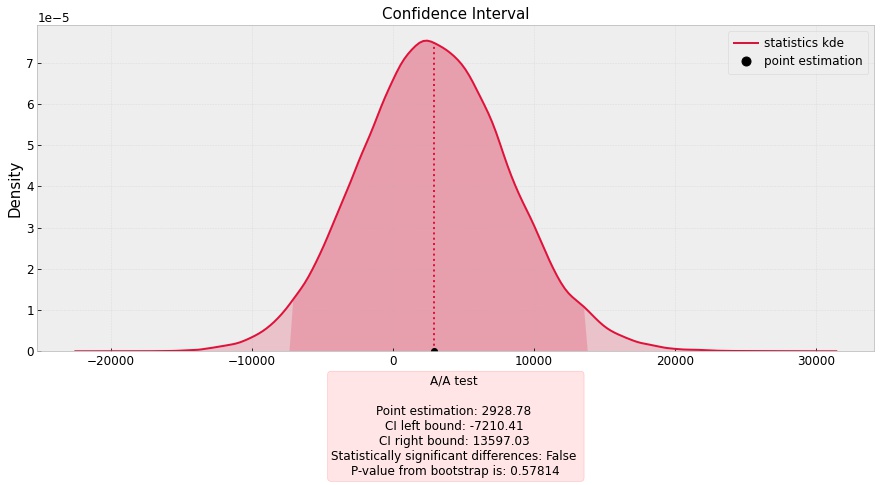 Confidence Interval
1e−5
statistics kde
point estimation
Density
7
6
5
4
3
2
1
0
−20000 −10000 0 10000 20000 30000
A/A test
Point estimation: 2928.78
CI left bound: -7210.41
CI right bound: 13597.03
Statistically significant differences: False
P-value from bootstrap is: 0.57814